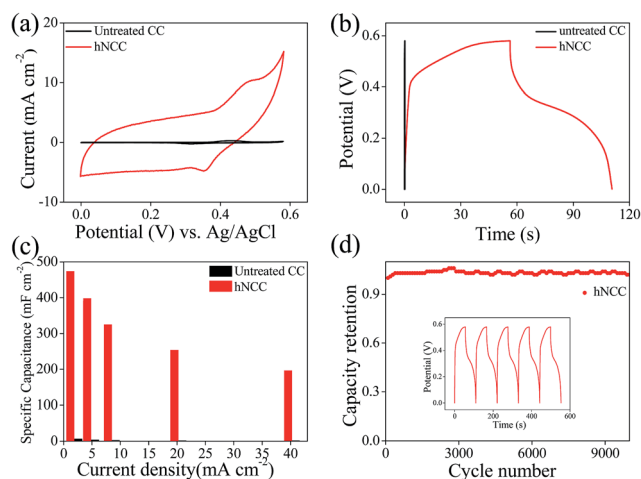 (a)
Untreated CC
hNCC
Current (mA cm⁻²)
20
10
0
-10
0.0 0.2 0.4 0.6
Potential (V) vs. Ag/AgCl
(b)
untreated CC
hNCC
Potential (V)
0.6
0.4
0.2
0.0
0 30 60 90 120
Time (s)
(c)
Untreated CC
hNCC
Specific Capacitance (mF cm⁻²)
500
400
300
200
100
0
0 5 10 15 20 25 30 35 40
Current density(mA cm⁻²)
(d)
hNCC
Capacity retention
0.9
0.6
0.3
0.0
0 3000 6000 9000
Cycle number
Potential (V)
0.6
0.4
0.2
0.0
0 200 400 600
Time (s)